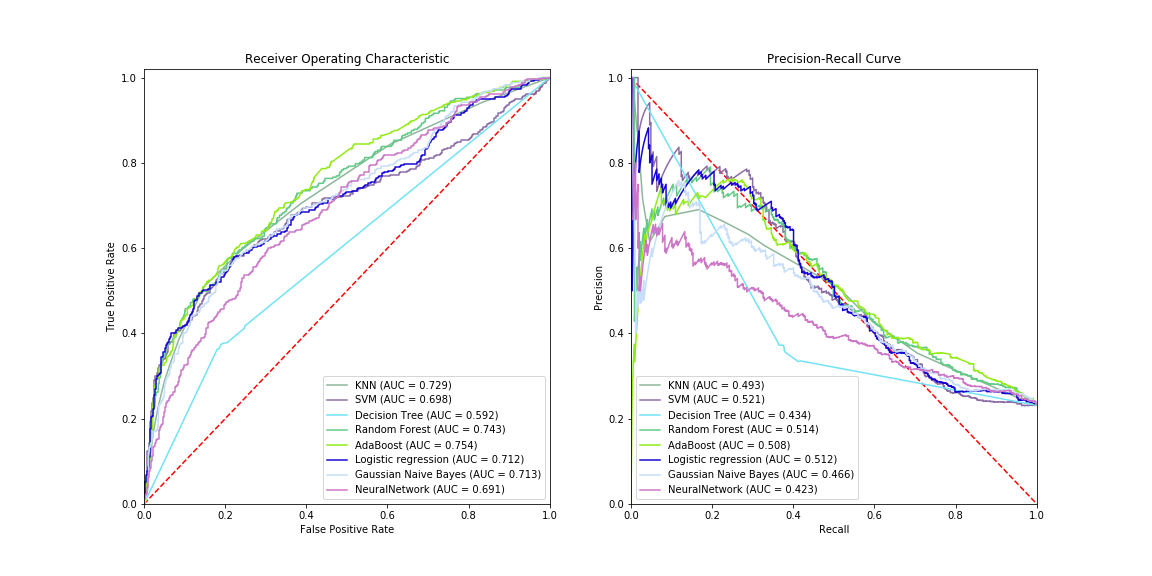 Receiver Operating Characteristic
1.0
0.8
0.6
0.4
0.2
0.0
True Positive Rate
KNN (AUC = 0.729)
SVM (AUC = 0.698)
Decision Tree (AUC = 0.592)
Random Forest (AUC = 0.743)
AdaBoost (AUC = 0.754)
Logistic regression (AUC = 0.712)
Gaussian Naive Bayes (AUC = 0.713)
NeuralNetwork (AUC = 0.691)
0.0 0.2 0.4 0.6 0.8 1.0
False Positive Rate
Precision-Recall Curve
1.0
0.8
0.6
0.4
0.2
0.0
Precision
KNN (AUC = 0.493)
SVM (AUC = 0.521)
Decision Tree (AUC = 0.434)
Random Forest (AUC = 0.514)
AdaBoost (AUC = 0.508)
Logistic regression (AUC = 0.512)
Gaussian Naive Bayes (AUC = 0.466)
NeuralNetwork (AUC = 0.423)
0.0 0.2 0.4 0.6 0.8 1.0
Recall